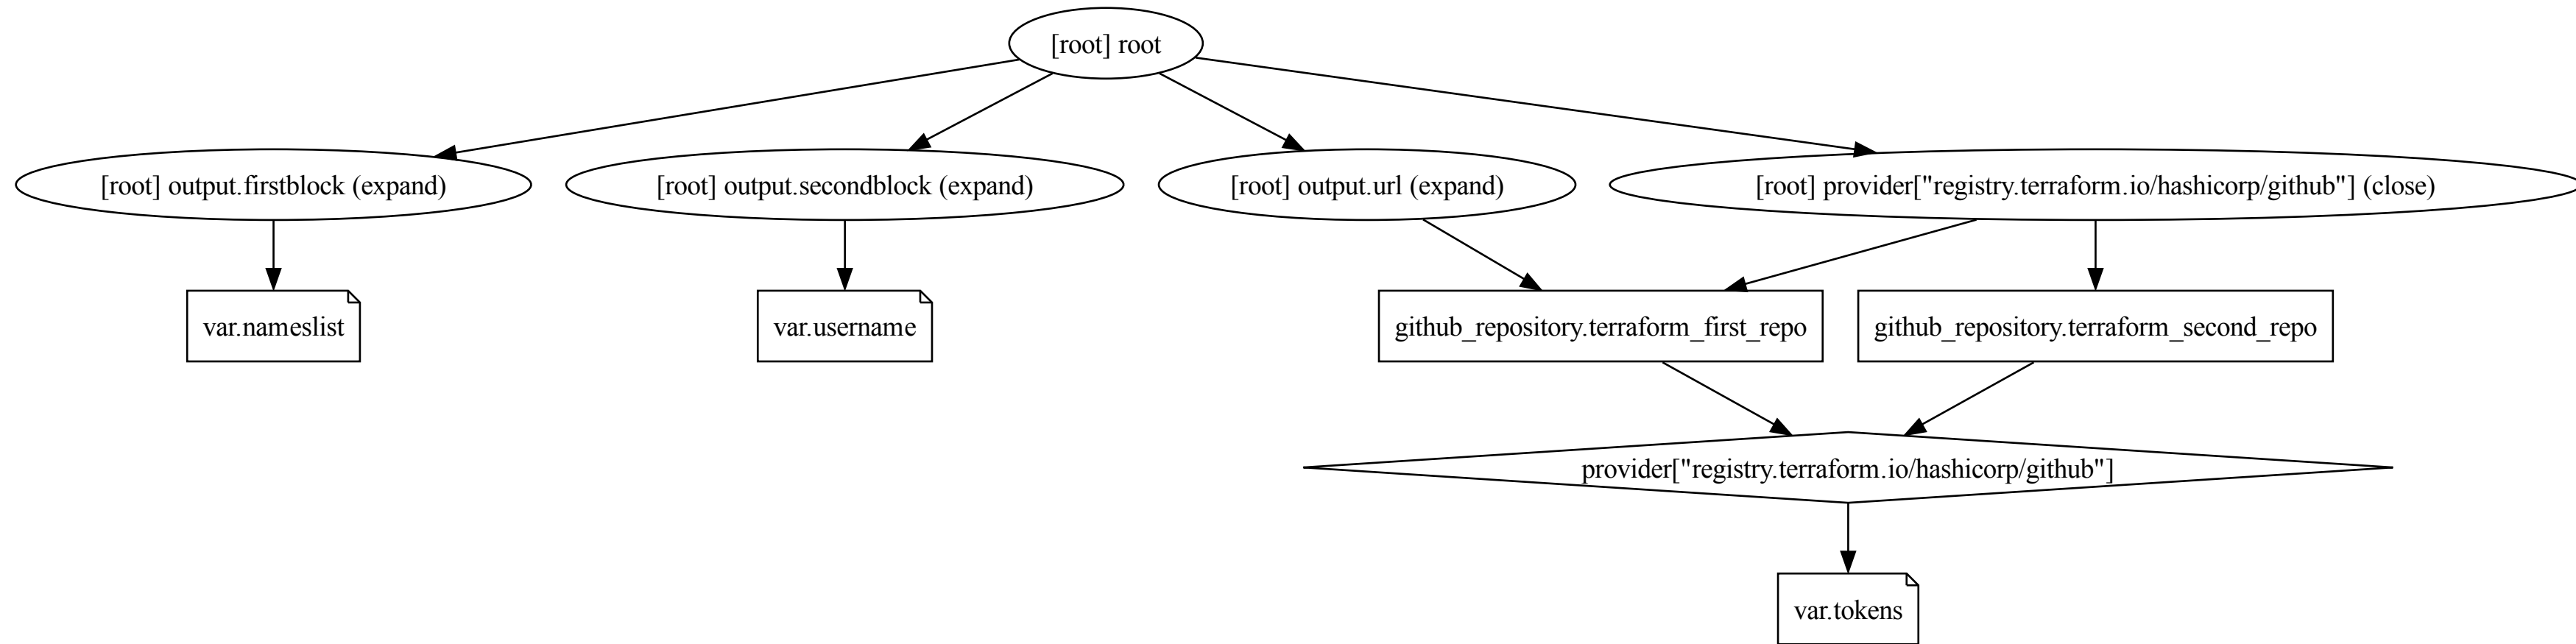 [root] root
[root] output.firstblock (expand)
[root] output.secondblock (expand)
[root] output.url (expand)
[root] provider["registry.terraform.io/hashicorp/github"] (close)
var.nameslist
var.username
github_repository.terraform_first_repo
github_repository.terraform_second_repo
provider["registry.terraform.io/hashicorp/github"]
var.tokens